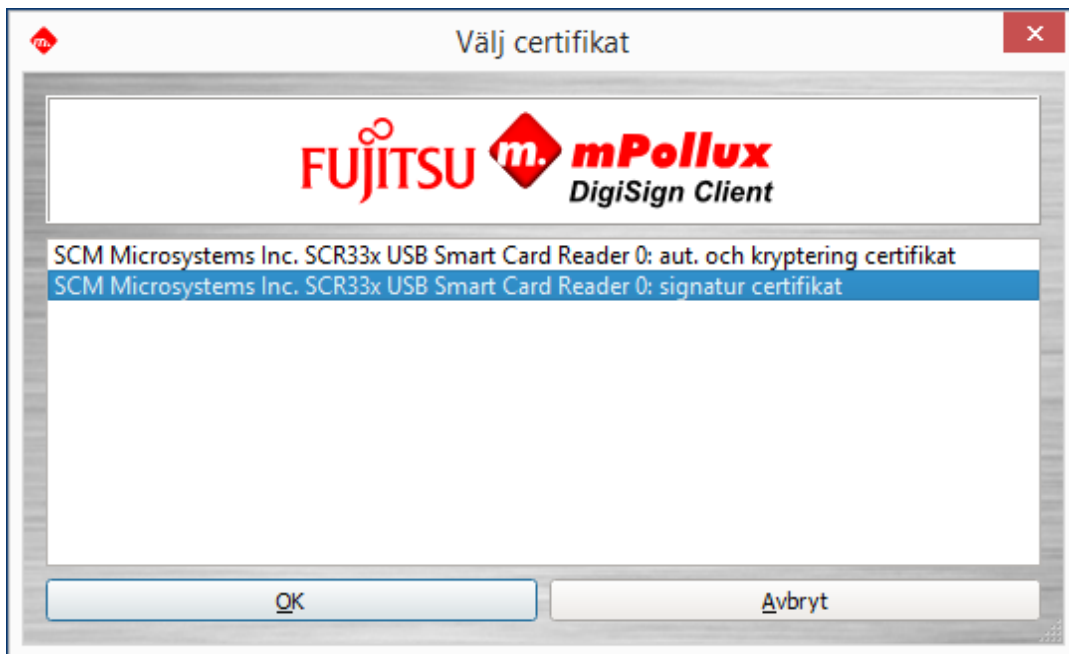 m.
Välj certifikat
FUJITSU m. mPollux
DigiSign Client
SCM Microsystems Inc. SCR33x USB Smart Card Reader 0: aut. och kryptering certifikat
SCM Microsystems Inc. SCR33x USB Smart Card Reader 0: signatur certifikat
OK
Avbryt